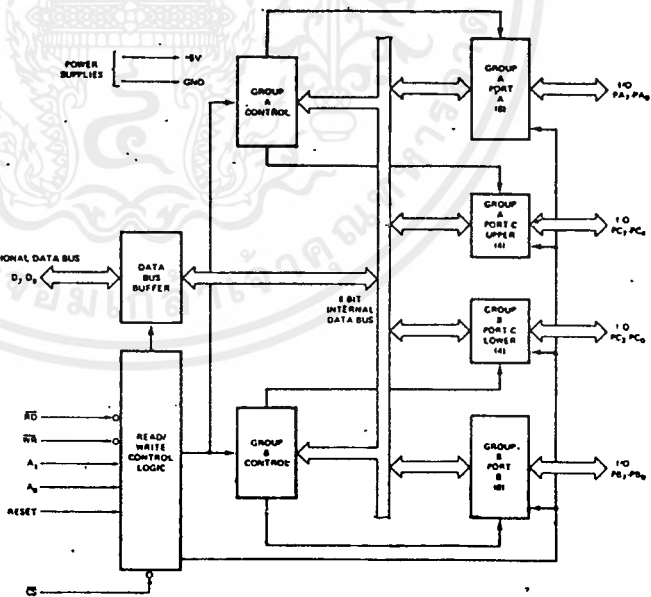 POWER
SUPPLIES
+5V
GND
GROUP
A
CONTROL
GROUP
A
PORT
A
(8)
I/O
PA7-PA0
GROUP
A
PORT C
UPPER
(4)
I/O
PC7-PC4
IONAL DATA BUS
D7 D0
DATA
BUS
BUFFER
8 BIT
INTERNAL
DATA BUS
GROUP
B
PORT C
LOWER
(4)
I/O
PC3-PC0
RD
WR
A1
A0
RESET
CS
READ/
WRITE
CONTROL
LOGIC
GROUP
B
CONTROL
GROUP
B
PORT
B
(8)
I/O
PB7-PB0